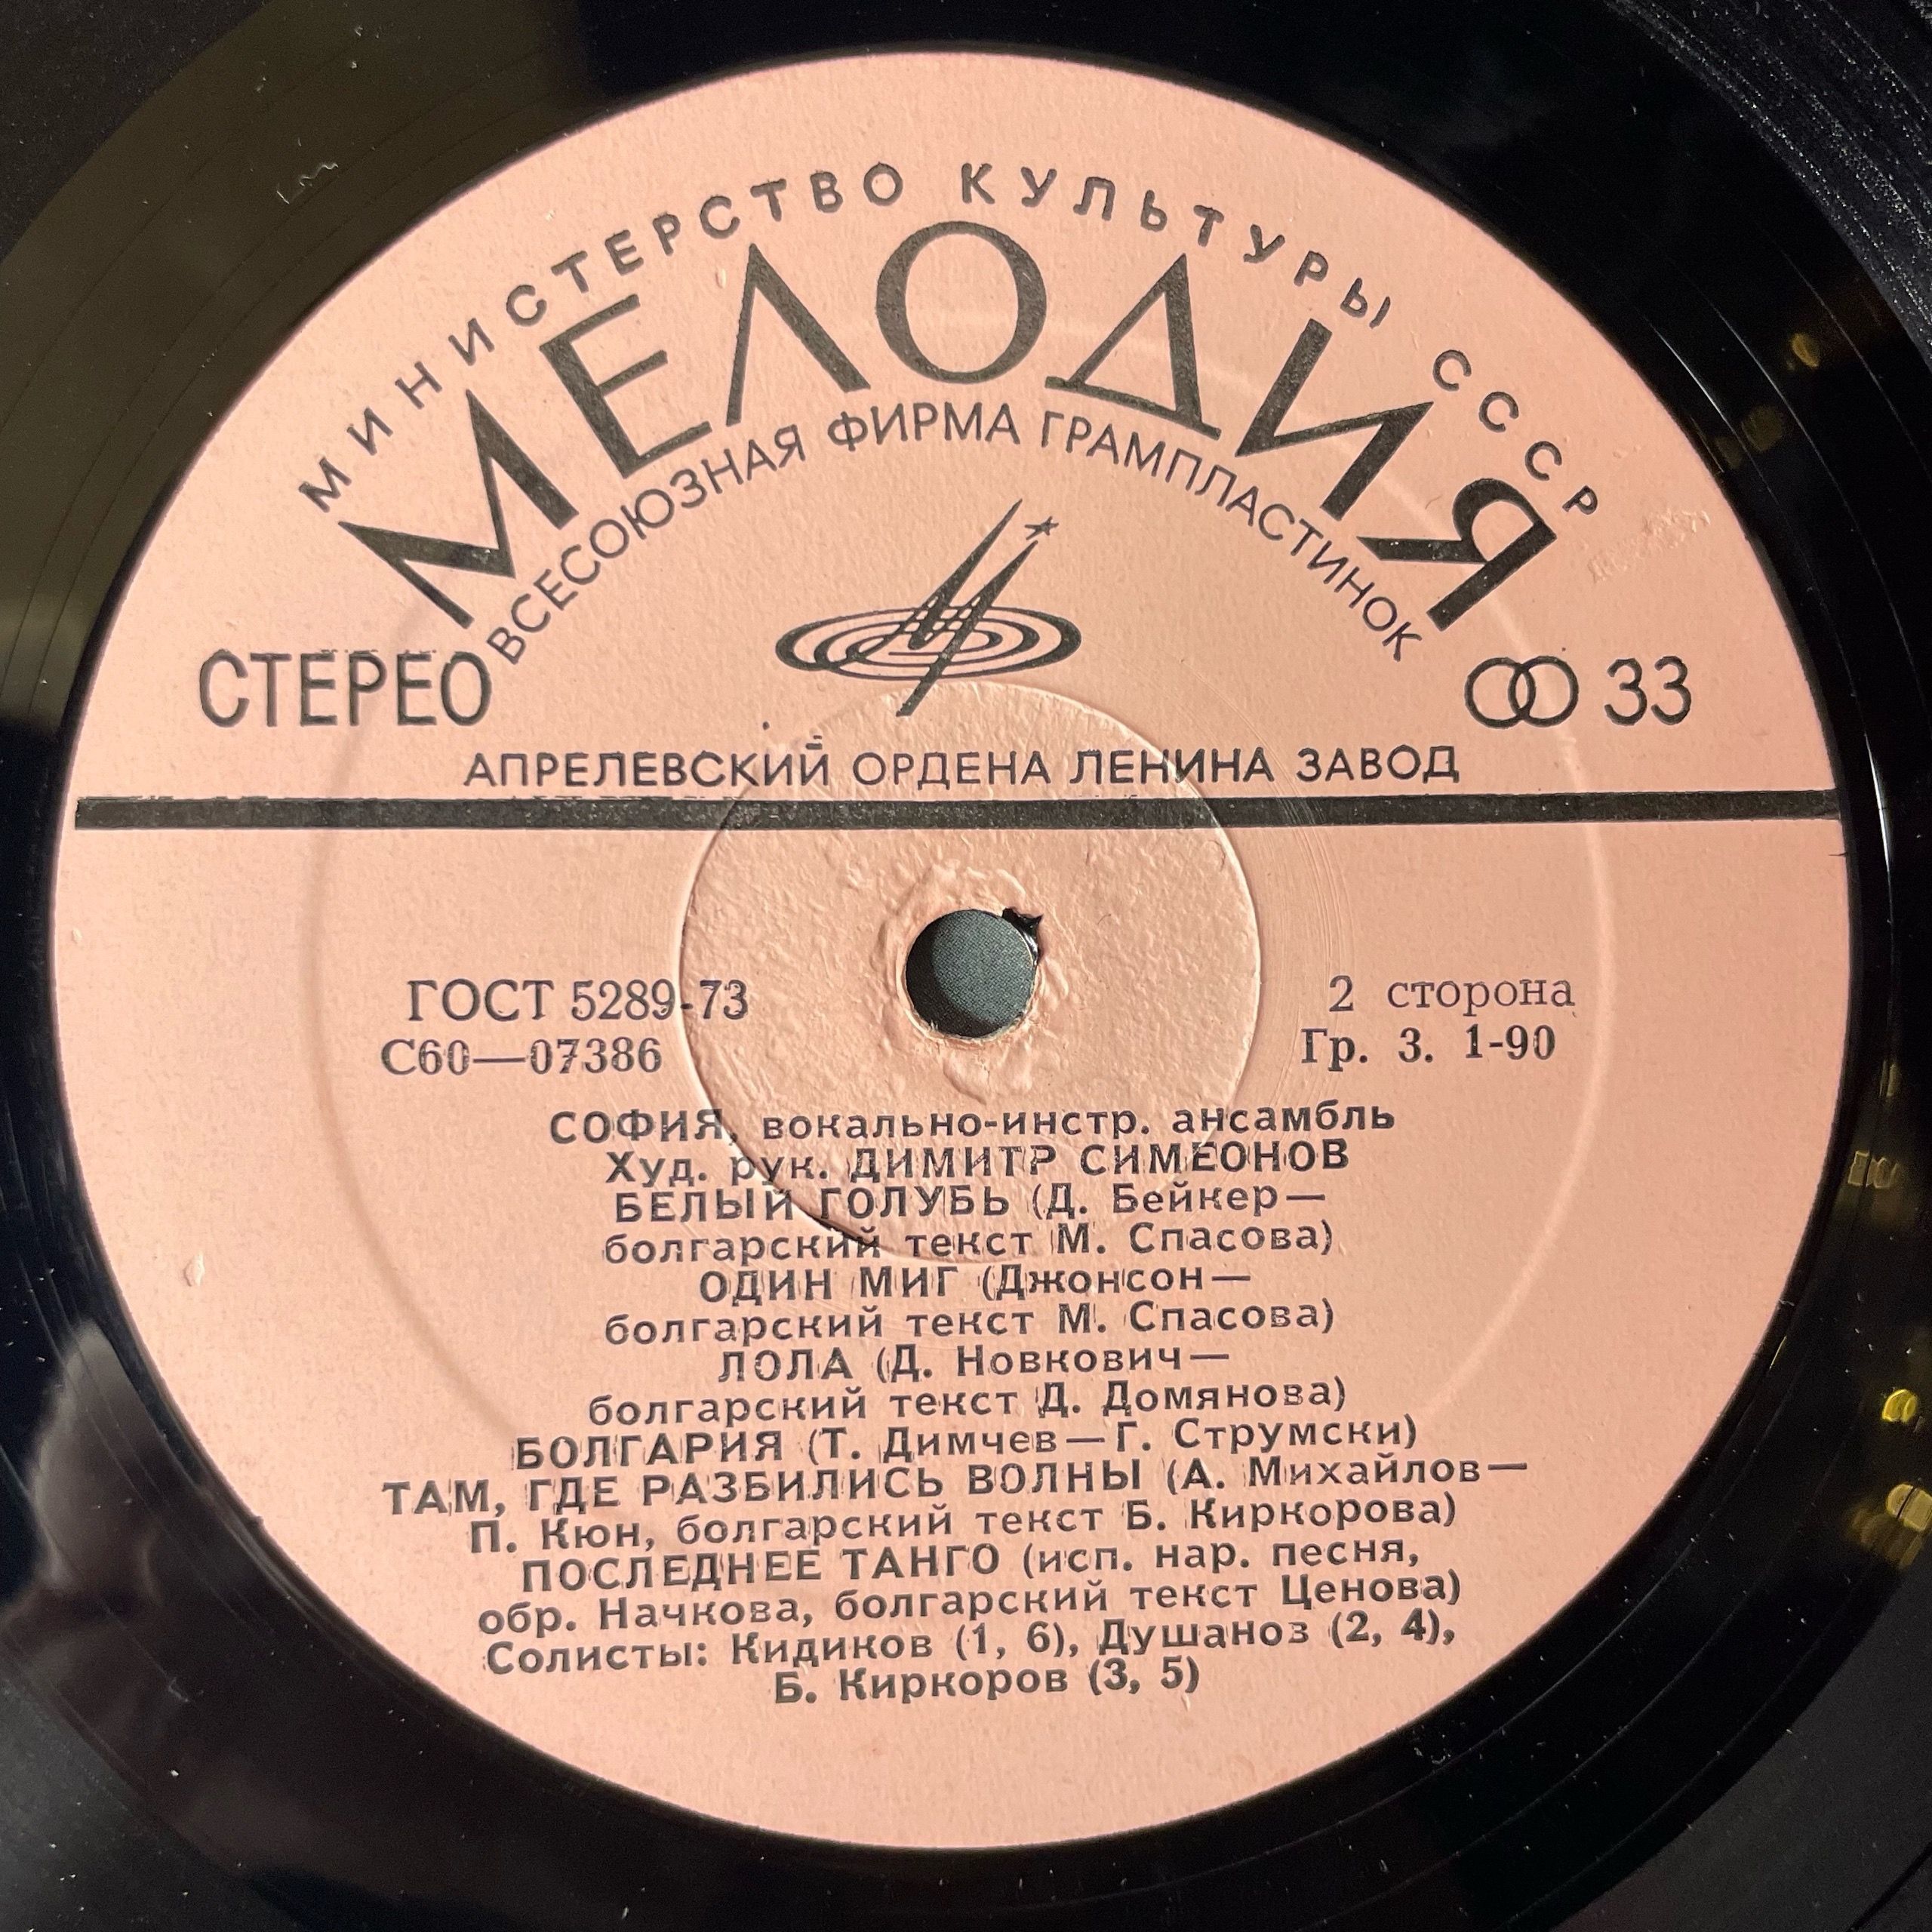 МИНИСТЕРСТВО КУЛЬТУРЫ СССР
МЕЛОДИЯ
ВСЕСОЮЗНАЯ ФИРМА ГРАМПЛАСТИНОК
СТЕРЕО
33
АПРЕЛЕВСКИЙ ОРДЕНА ЛЕНИНА ЗАВОД
ГОСТ 5289-73
2 сторона
С60—07386
Гр. 3. 1-90
СОФИЯ, вокально-инстр. ансамбль
Худ. рук. ДИМИТР СИМЕОНОВ
БЕЛЫЙ ГОЛУБЬ (Д. Бейкер—
болгарский текст М. Спасова)
ОДИН МИГ (Джонсон—
болгарский текст М. Спасова)
ЛОЛА (Д. Новкович—
болгарский текст Д. Домянова)
БОЛГАРИЯ (Т. Димчев—Г. Струмски)
ТАМ, ГДЕ РАЗБИЛИСЬ ВОЛНЫ (А. Михайлов—
П. Кюн, болгарский текст Б. Киркорова)
ПОСЛЕДНЕЕ ТАНГО (исп. нар. песня,
обр. Начкова, болгарский текст Ценова)
Солисты: Кидиков (1, 6), Душаноз (2, 4),
Б. Киркоров (3, 5)